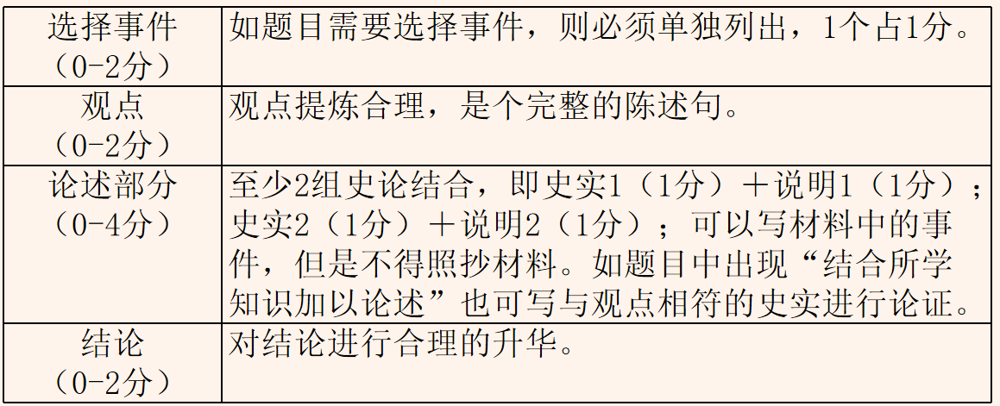 选择事件
（0-2分）
如题目需要选择事件，则必须单独列出，1个占1分。
观点
（0-2分）
观点提炼合理，是个完整的陈述句。
论述部分
（0-4分）
至少2组史论结合，即史实1（1分）＋说明1（1分）；
史实2（1分）＋说明2（1分）；可以写材料中的事
件，但是不得照抄材料。如题目中出现“结合所学
知识加以论述”也可写与观点相符的史实进行论证。
结论
（0-2分）
对结论进行合理的升华。